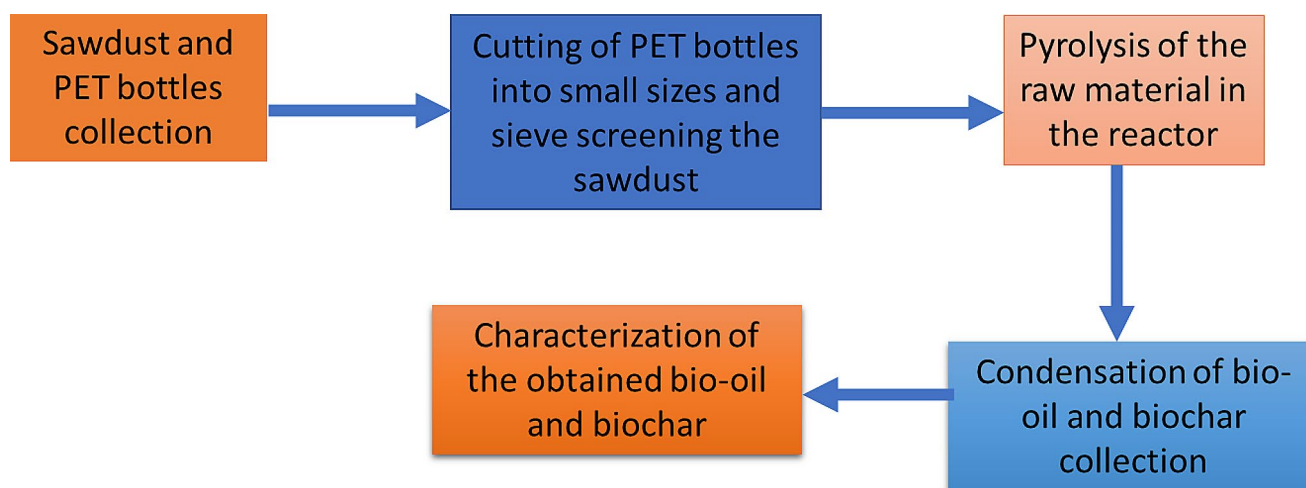 Sawdust and
PET bottles
collection
Cutting of PET bottles
into small sizes and
sieve screening the
sawdust
Pyrolysis of the
raw material in
the reactor
Condensation of bio-
oil and biochar
collection
Characterization of
the obtained bio-oil
and biochar